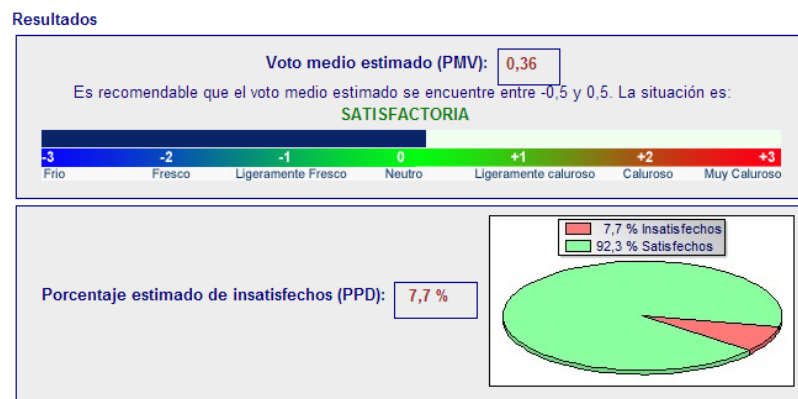 Resultados
Voto medio estimado (PMV): 0,36
Es recomendable que el voto medio estimado se encuentre entre -0,5 y 0,5. La situación es:
SATISFACTORIA
-3 -2 -1 0 +1 +2 +3
Frio Fresco Ligeramente Fresco Neutro Ligeramente caluroso Caluroso Muy Caluroso
7,7 % Insatisfechos
92,3 % Satisfechos
Porcentaje estimado de insatisfechos (PPD): 7,7 %